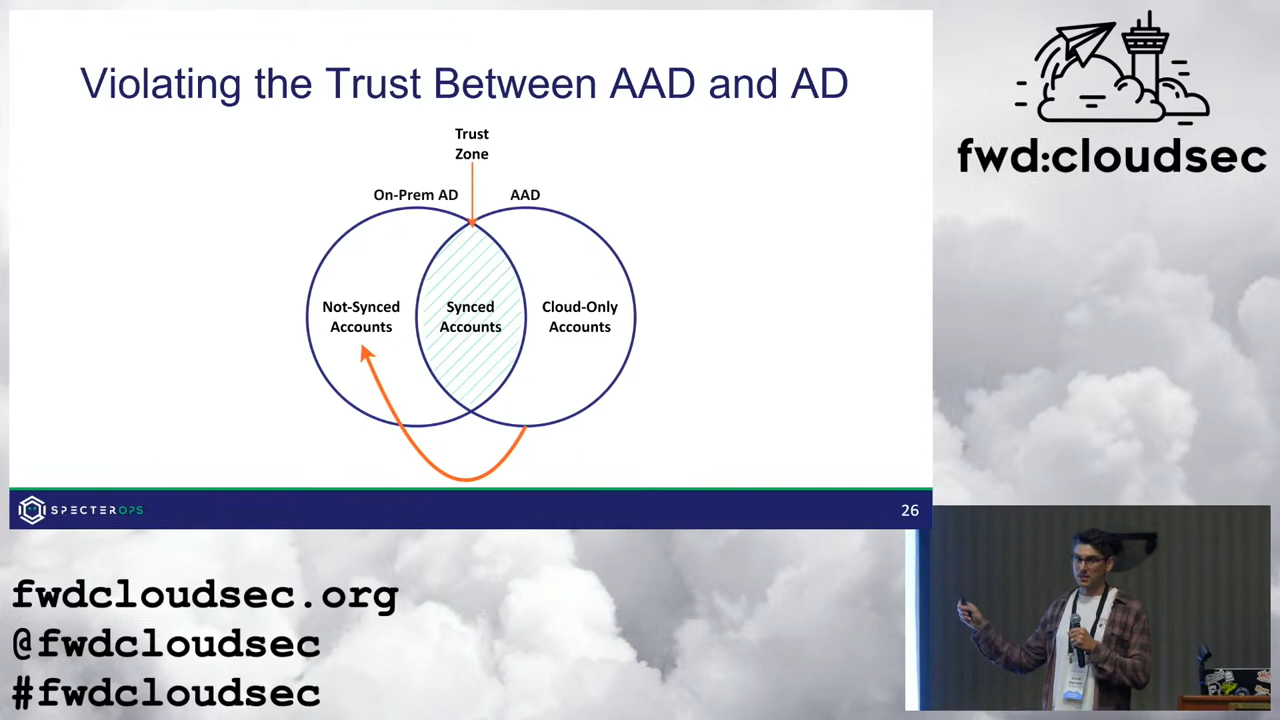 Violating the Trust Between AAD and AD
Trust
Zone
On-Prem AD
AAD
Not-Synced
Accounts
Synced
Accounts
Cloud-Only
Accounts
SPECTEROPS
26
fwd:cloudsec
fwdcloudsec.org
@fwdcloudsec
#fwdcloudsec